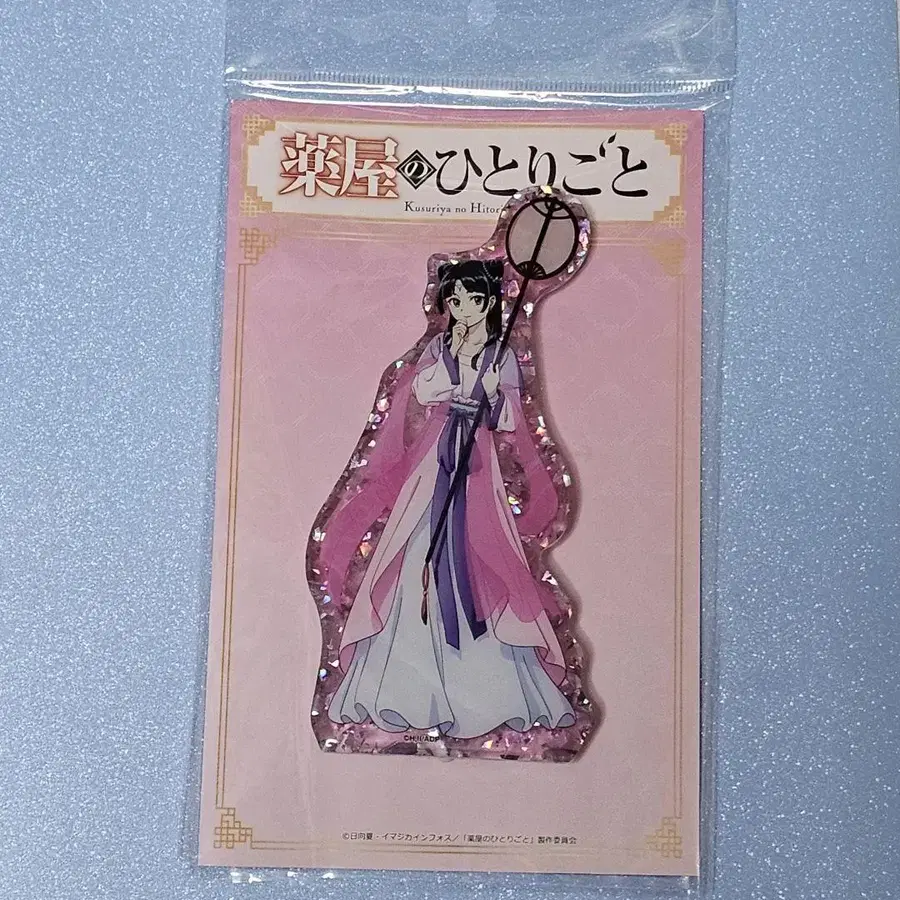 薬屋のひとりごと
Kusuriya no Hitori
©H,I/ADP
©日向夏・イマジカインフォス/「薬屋のひとりごと」製作委員会